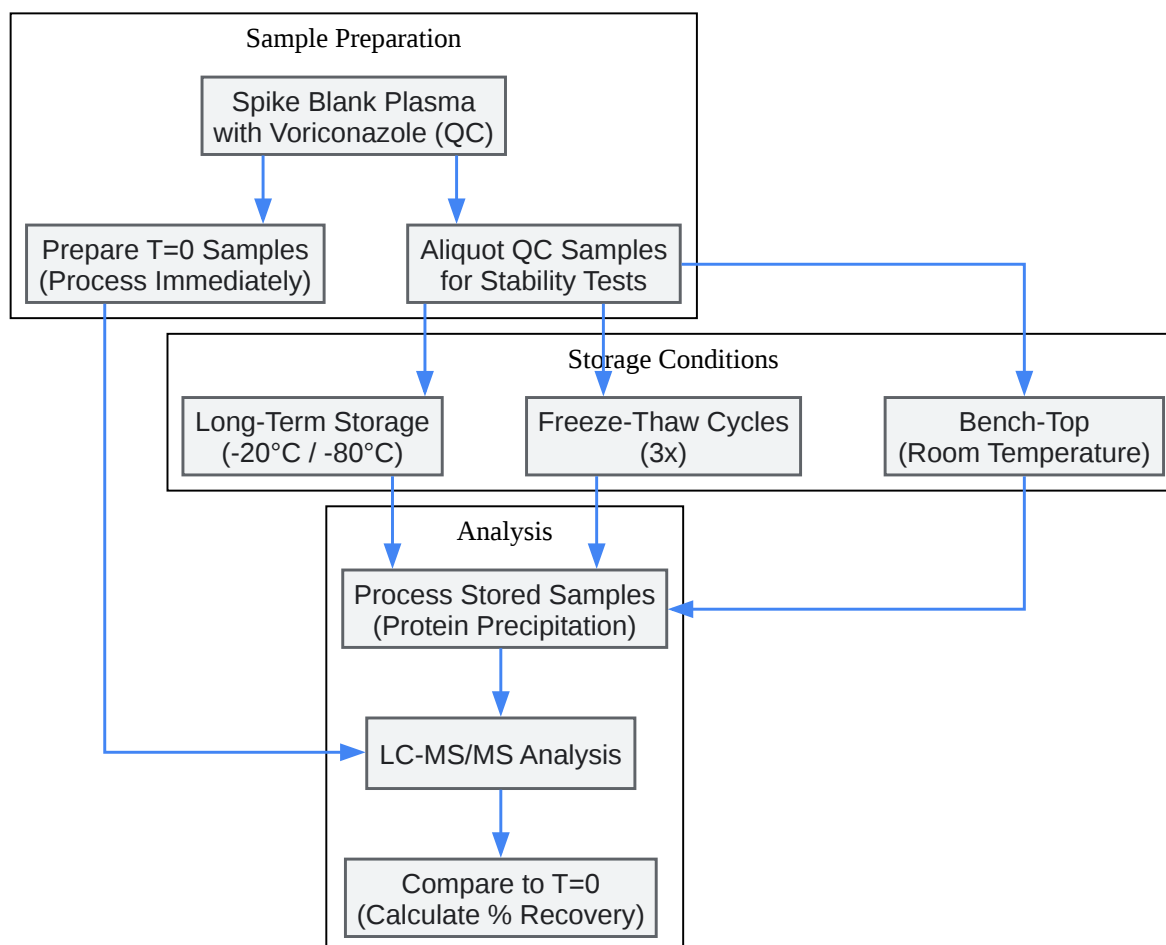 Sample Preparation
Spike Blank Plasma
with Voriconazole (QC)
Prepare T=0 Samples
(Process Immediately)
Aliquot QC Samples
for Stability Tests
Storage Conditions
Long-Term Storage
(-20°C / -80°C)
Freeze-Thaw Cycles
(3x)
Bench-Top
(Room Temperature)
Analysis
Process Stored Samples
(Protein Precipitation)
LC-MS/MS Analysis
Compare to T=0
(Calculate % Recovery)